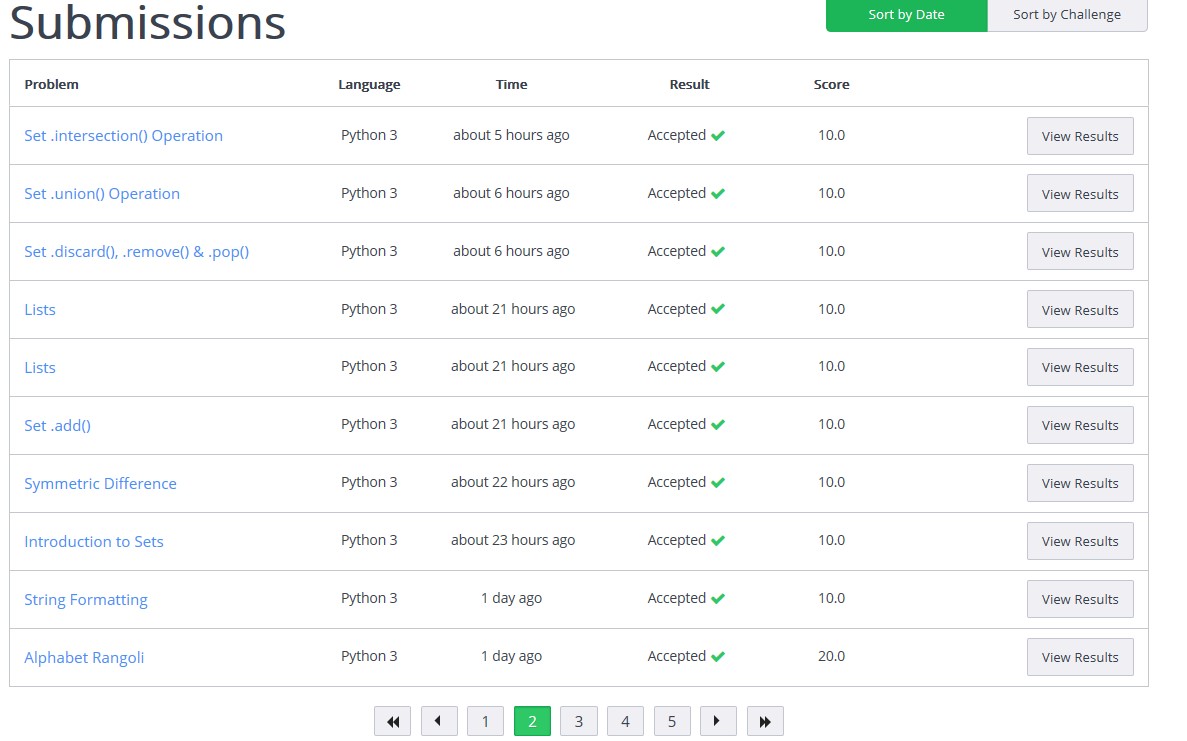 Submissions
Sort by Date Sort by Challenge
Problem Language Time Result Score
Set .intersection() Operation Python 3 about 5 hours ago Accepted 10.0 View Results
Set .union() Operation Python 3 about 6 hours ago Accepted 10.0 View Results
Set .discard(), .remove() & .pop() Python 3 about 6 hours ago Accepted 10.0 View Results
Lists Python 3 about 21 hours ago Accepted 10.0 View Results
Lists Python 3 about 21 hours ago Accepted 10.0 View Results
Set .add() Python 3 about 21 hours ago Accepted 10.0 View Results
Symmetric Difference Python 3 about 22 hours ago Accepted 10.0 View Results
Introduction to Sets Python 3 about 23 hours ago Accepted 10.0 View Results
String Formatting Python 3 1 day ago Accepted 10.0 View Results
Alphabet Rangoli Python 3 1 day ago Accepted 20.0 View Results
1 2 3 4 5